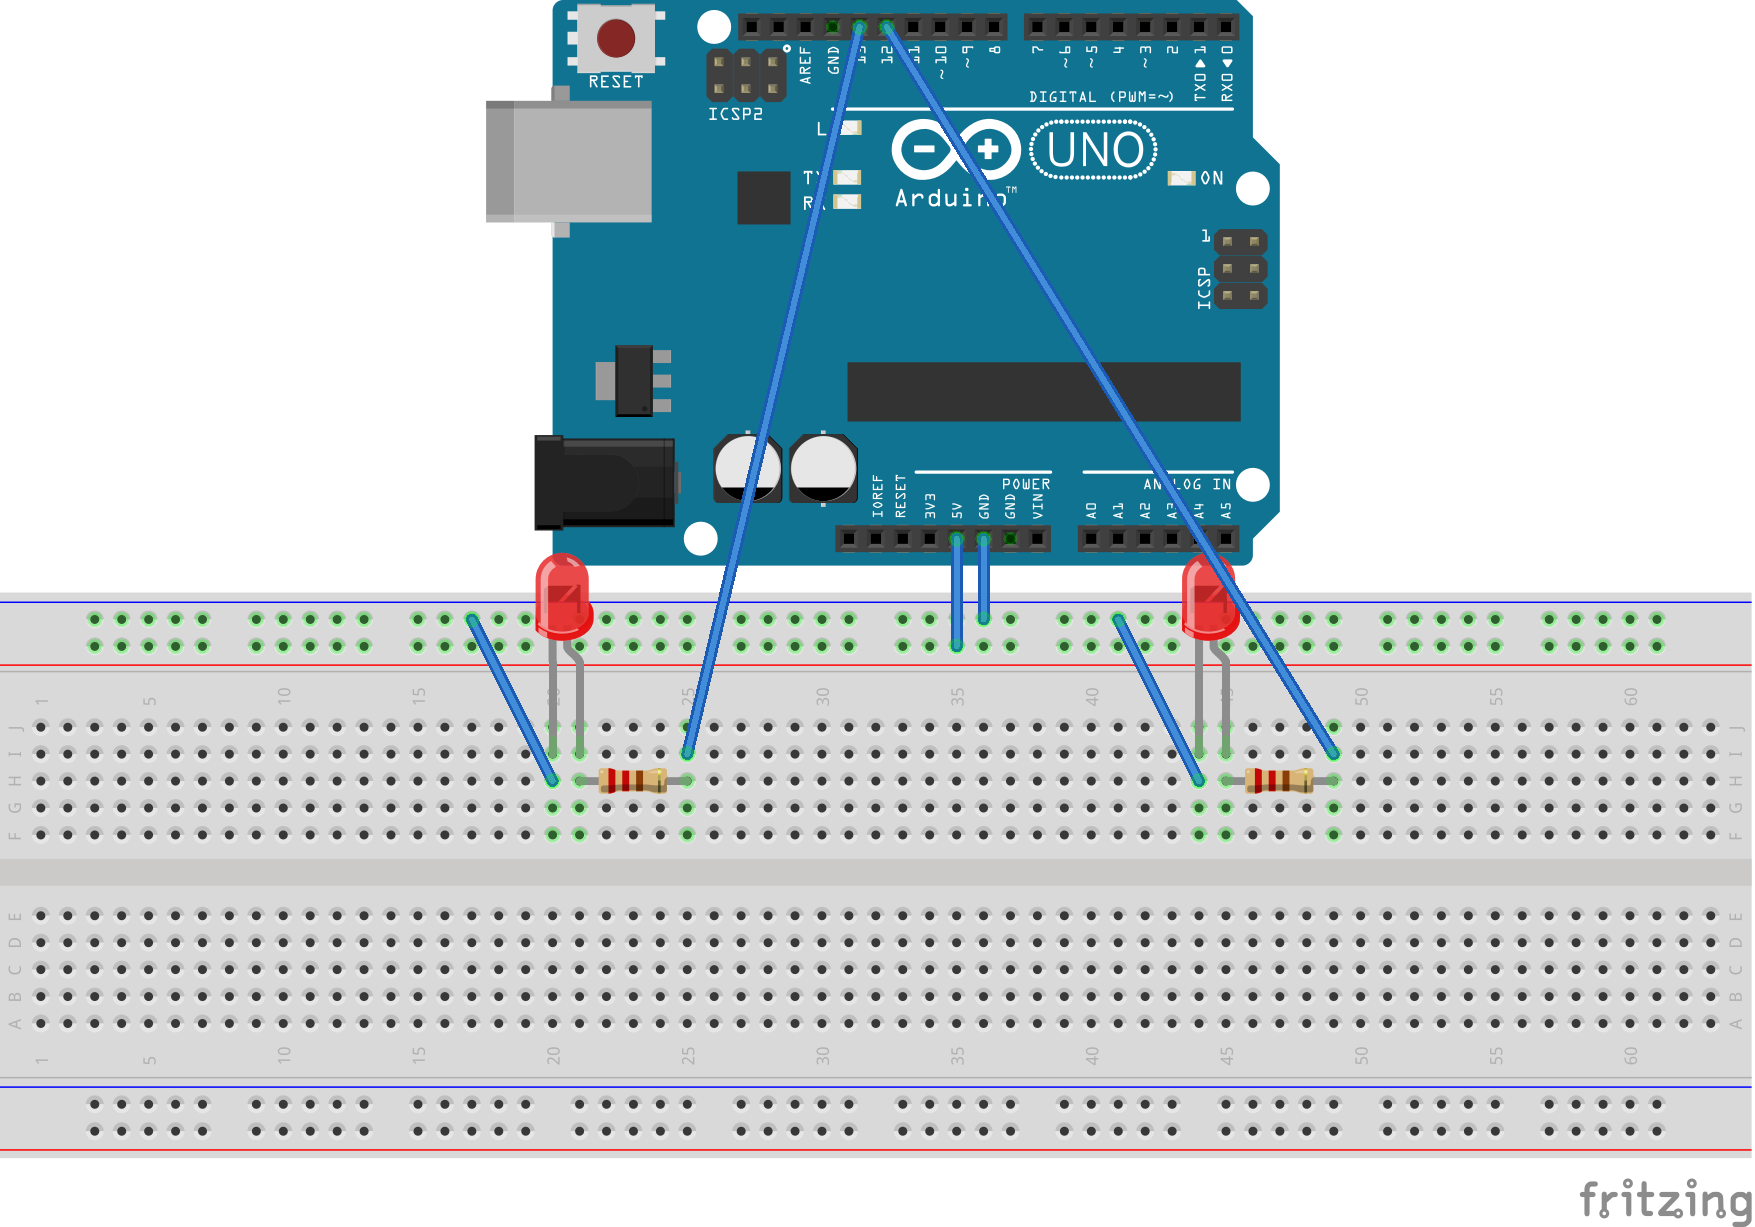 RESET
ICSP2
AREF
GND
13
12
11
~10
~9
8
7
~6
~5
4
~3
2
TX0▶1
RX0◀0
DIGITAL (PWM=~)
L
TX
RX
Arduino™
UNO
ON
1
ICSP
POWER
ANALOG IN
IOREF
RESET
3V3
5V
GND
GND
VIN
A0
A1
A2
A3
A4
A5
1 5 10 15 20 25 30 35 40 45 50 55 60
J J
I I
H H
G G
F F
E E
D D
C C
B B
A A
1 5 10 15 20 25 30 35 40 45 50 55 60
fritzing